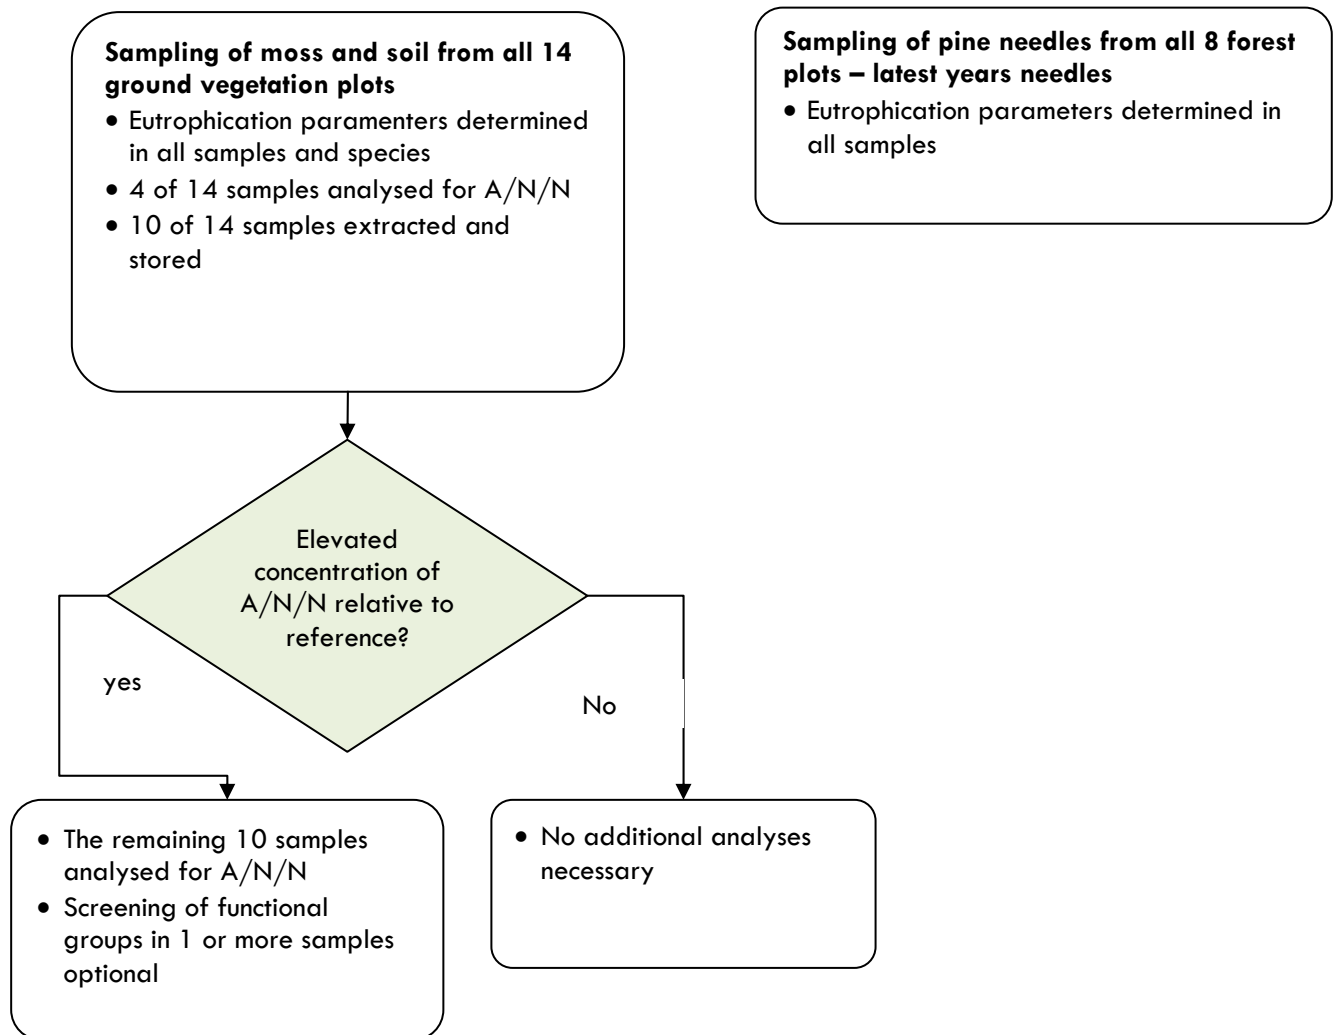 Sampling of moss and soil from all 14
ground vegetation plots
• Eutrophication paramenters determined
in all samples and species
• 4 of 14 samples analysed for A/N/N
• 10 of 14 samples extracted and
stored
Sampling of pine needles from all 8 forest
plots – latest years needles
• Eutrophication parameters determined in
all samples
Elevated
concentration of
A/N/N relative to
reference?
yes
No
• The remaining 10 samples
analysed for A/N/N
• Screening of functional
groups in 1 or more samples
optional
• No additional analyses
necessary